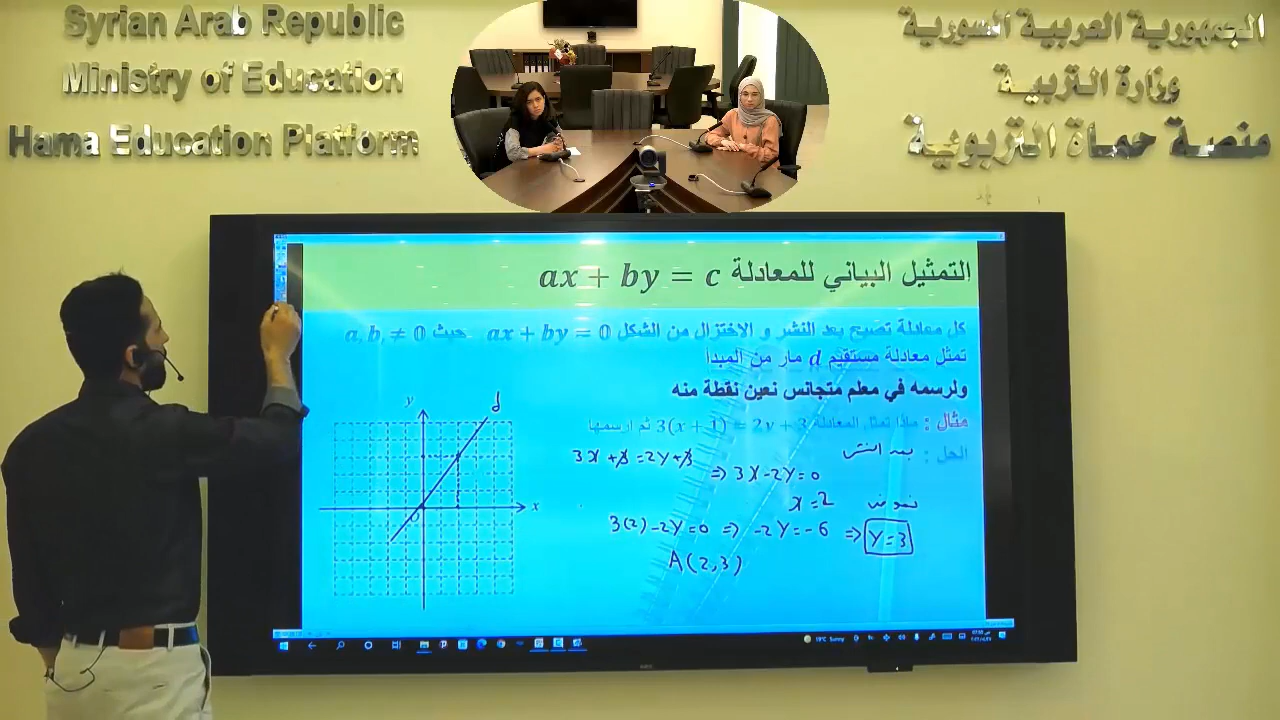 Syrian Arab Republic
Ministry of Education
Hama Education Platform
الجمهورية العربية السورية
وزارة التربية
منصة حماة التربوية
التمثيل البياني للمعادلة ax + by = c
كل معادلة تصبح بعد النشر و الاختزال من الشكل ax + by = 0 حيث a, b, ≠ 0
تمثل معادلة مستقيم d مار من المبدأ
ولرسمه في معلم متجانس نعين نقطة منه
مثال : ماذا تمثل المعادلة 3(x + 1) = 2y + 3 ثم ارسمها
الحل : بعد النشر
3x + 3 = 2y + 3
⇒ 3x - 2y = 0
نعوض x = 2
3(2) - 2y = 0 ⇒ -2y = -6 ⇒ y = 3
A(2,3)
y
d
x
o
19°C Sunny